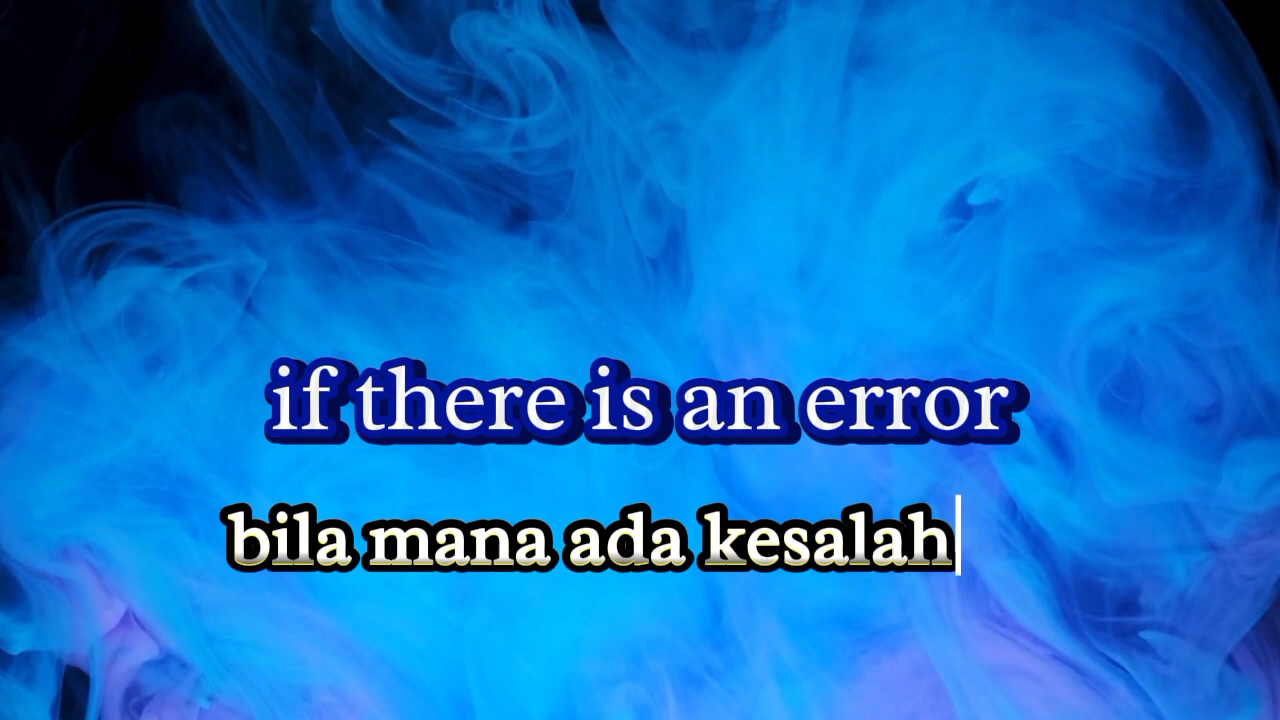 if there is an error
bila mana ada kesalah